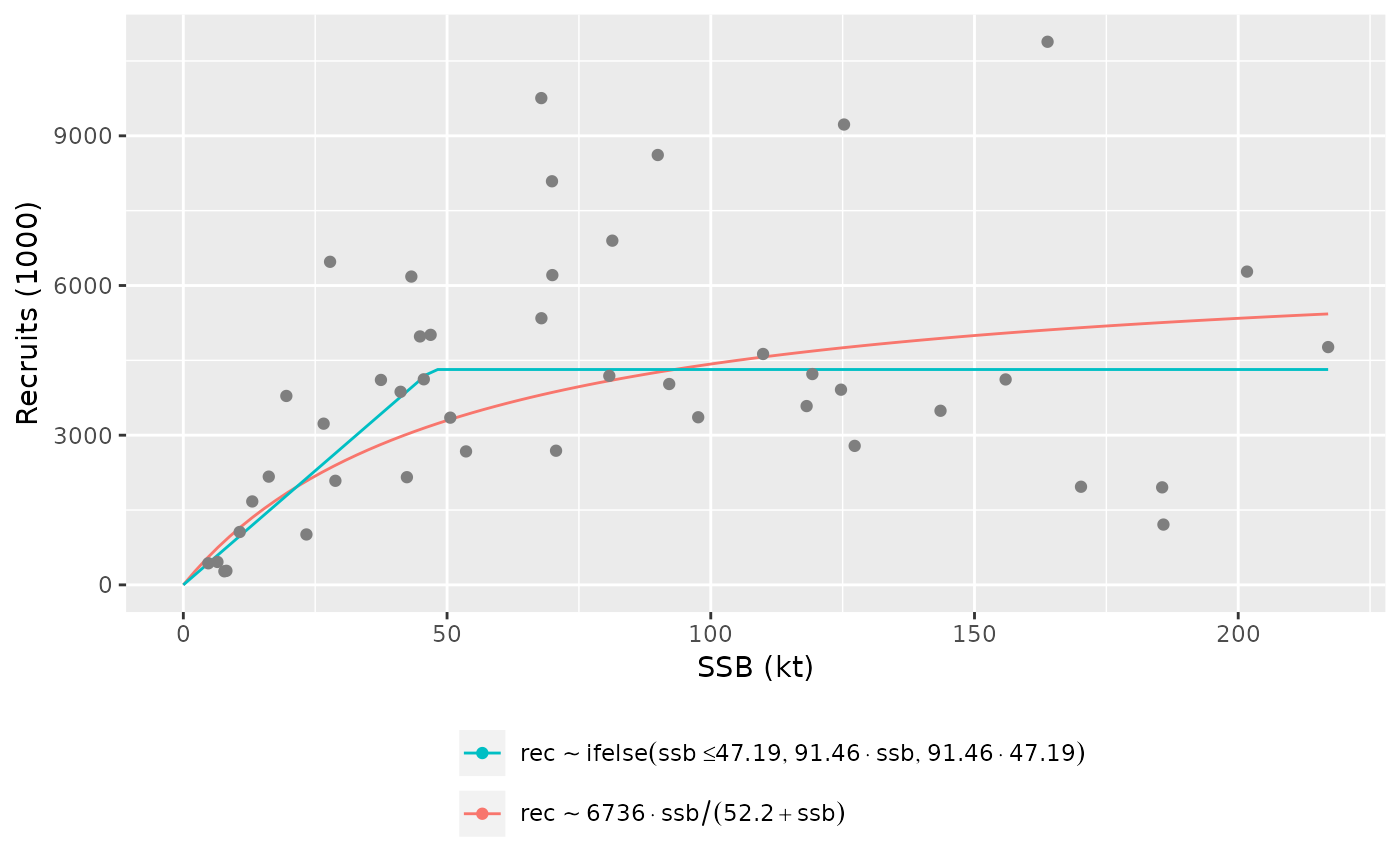 9000
6000
3000
0
Recruits (1000)
0 50 100 150 200
SSB (kt)
rec ~ ifelse(ssb ≤47.19, 91.46 · ssb, 91.46 · 47.19)
rec ~ 6736 · ssb/(52.2 + ssb)